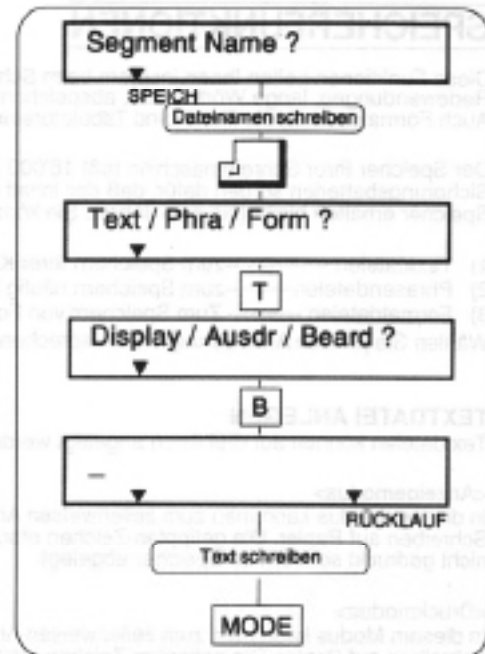 Segment Name ?
SPEICH
Dateinamen schreiben
Text / Phra / Form ?
T
Display / Ausdr / Beard ?
B
_
RÜCKLAUF
Text schreiben
MODE